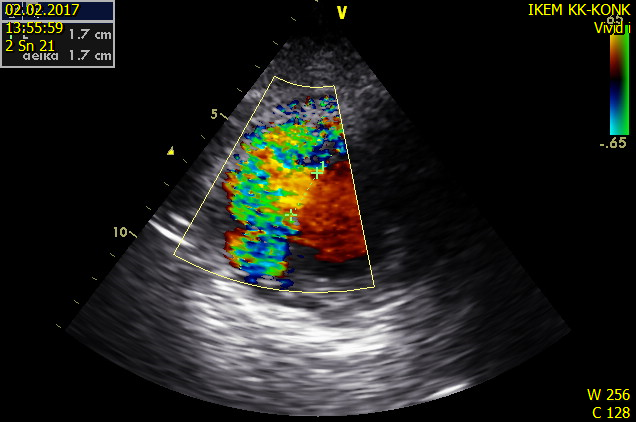 02.02.2017
13:55:59
1.7 cm
2 Sn 21
delka 1.7 cm
V
IKEM KK-KONK
Vivid i
-.65
5
10
W 256
C 128